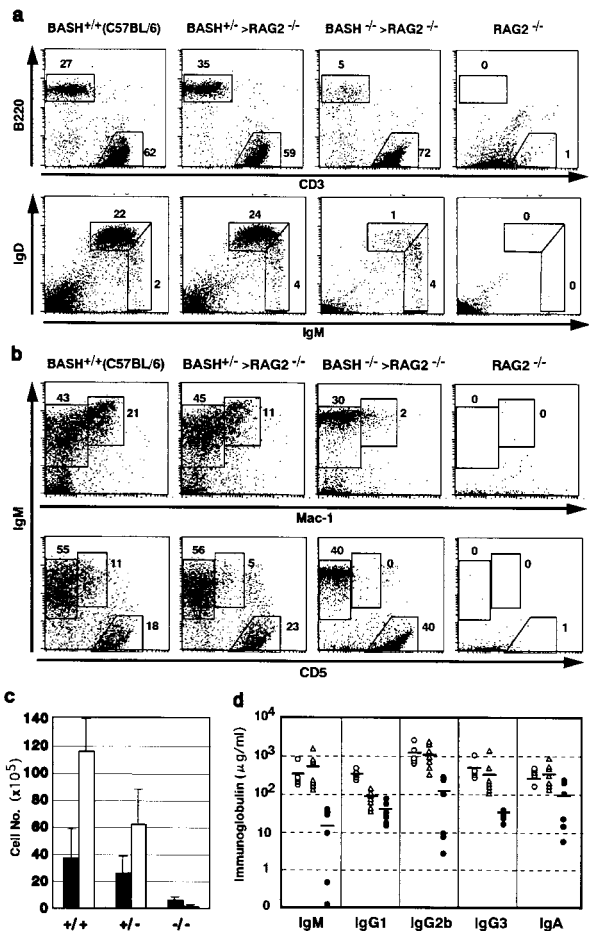 a
BASH+/+(C57BL/6) BASH+/- >RAG2 -/- BASH -/- >RAG2 -/- RAG2 -/-
B220
27 35 5 0
62 59 72 1
CD3
IgD
22 24 1 0
2 4 4 0
IgM
b
BASH+/+(C57BL/6) BASH+/- >RAG2 -/- BASH -/- >RAG2 -/- RAG2 -/-
IgM
43 45 30 0
21 11 2 0
Mac-1
55 56 40 0
11 5 0 0
18 23 40 1
CD5
c
Cell No. (x10⁵)
140
120
100
80
60
40
20
0
+/+ +/- -/-
d
Immunoglobulin (μg/ml)
10⁴
10³
10²
10
1
0
IgM IgG1 IgG2b IgG3 IgA